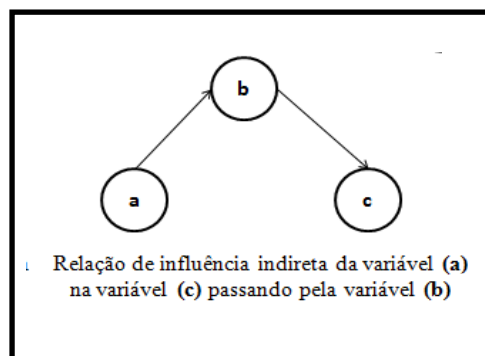 b
a
c
Relação de influência indireta da variável (a)
na variável (c) passando pela variável (b)